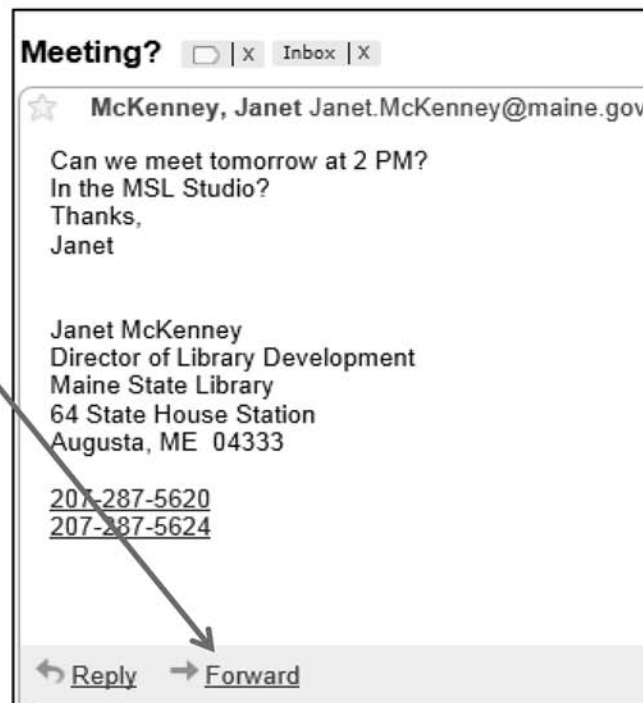 Meeting? | X Inbox | X
McKenney, Janet Janet.McKenney@maine.gov
Can we meet tomorrow at 2 PM?
In the MSL Studio?
Thanks,
Janet
Janet McKenney
Director of Library Development
Maine State Library
64 State House Station
Augusta, ME 04333
207-287-5620
207-287-5624
Reply Forward